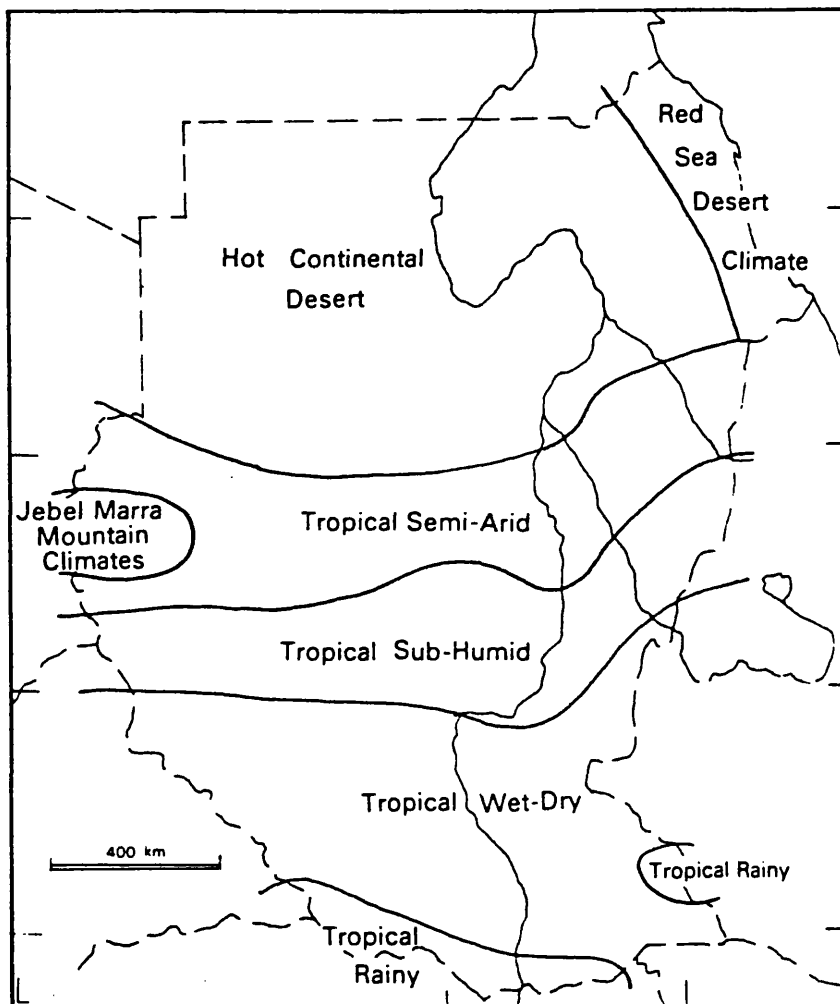 Red
Sea
Desert
Climate
Hot Continental
Desert
Jebel Marra
Mountain
Climates
Tropical Semi-Arid
Tropical Sub-Humid
Tropical Wet-Dry
400 km
Tropical Rainy
Tropical
Rainy